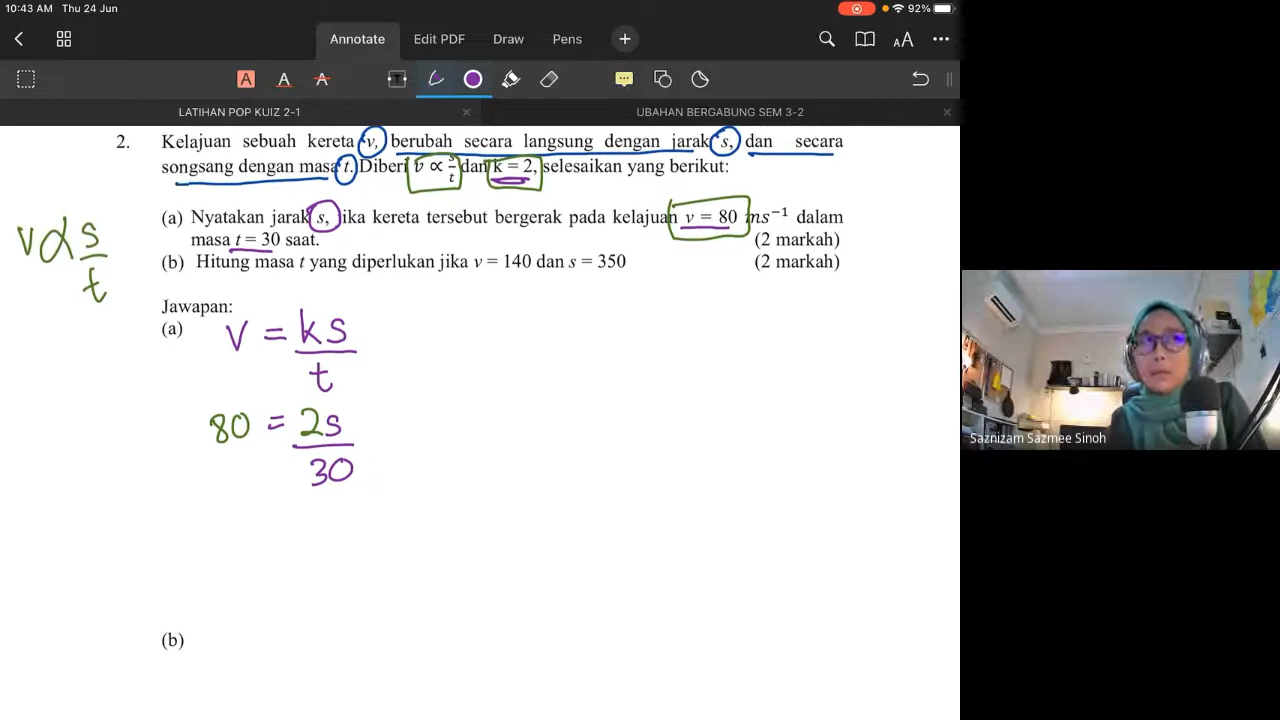 10:43 AM Thu 24 Jun
92%
Annotate Edit PDF Draw Pens
AA
A A A T
LATIHAN POP KUIZ 2-1
UBAHAN BERGABUNG SEM 3-2
2. Kelajuan sebuah kereta v, berubah secara langsung dengan jarak s, dan secara
songsang dengan masa t. Diberi v ∝ s/t dan k = 2, selesaikan yang berikut:
(a) Nyatakan jarak s, jika kereta tersebut bergerak pada kelajuan v = 80 ms⁻¹ dalam
masa t = 30 saat. (2 markah)
(b) Hitung masa t yang diperlukan jika v = 140 dan s = 350 (2 markah)
v ∝ s/t
Jawapan:
(a) v = ks/t
80 = 2s/30
(b)
Saznizam Sazmee Sinoh